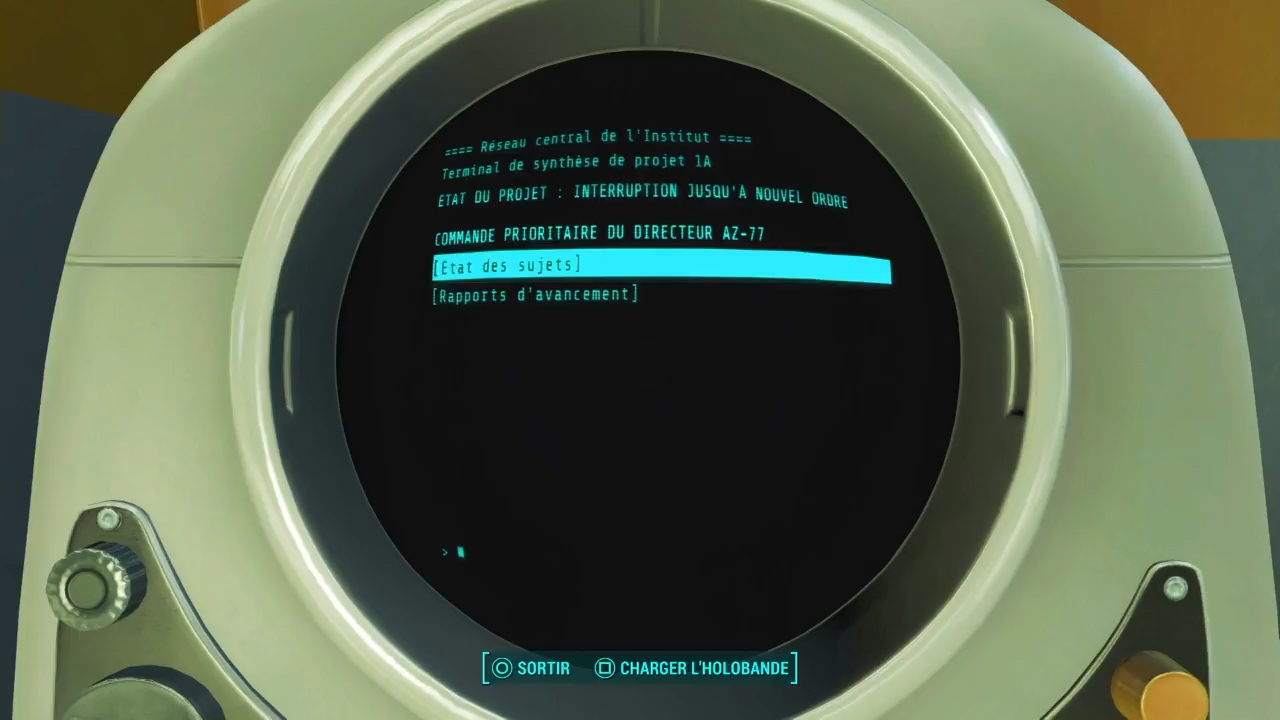 ==== Réseau central de l'Institut ====
Terminal de synthèse de projet 1A
ÉTAT DU PROJET : INTERRUPTION JUSQU'À NOUVEL ORDRE
COMMANDE PRIORITAIRE DU DIRECTEUR AZ-77
[État des sujets]
[Rapports d'avancement]
>
SORTIR CHARGER L'HOLOBANDE